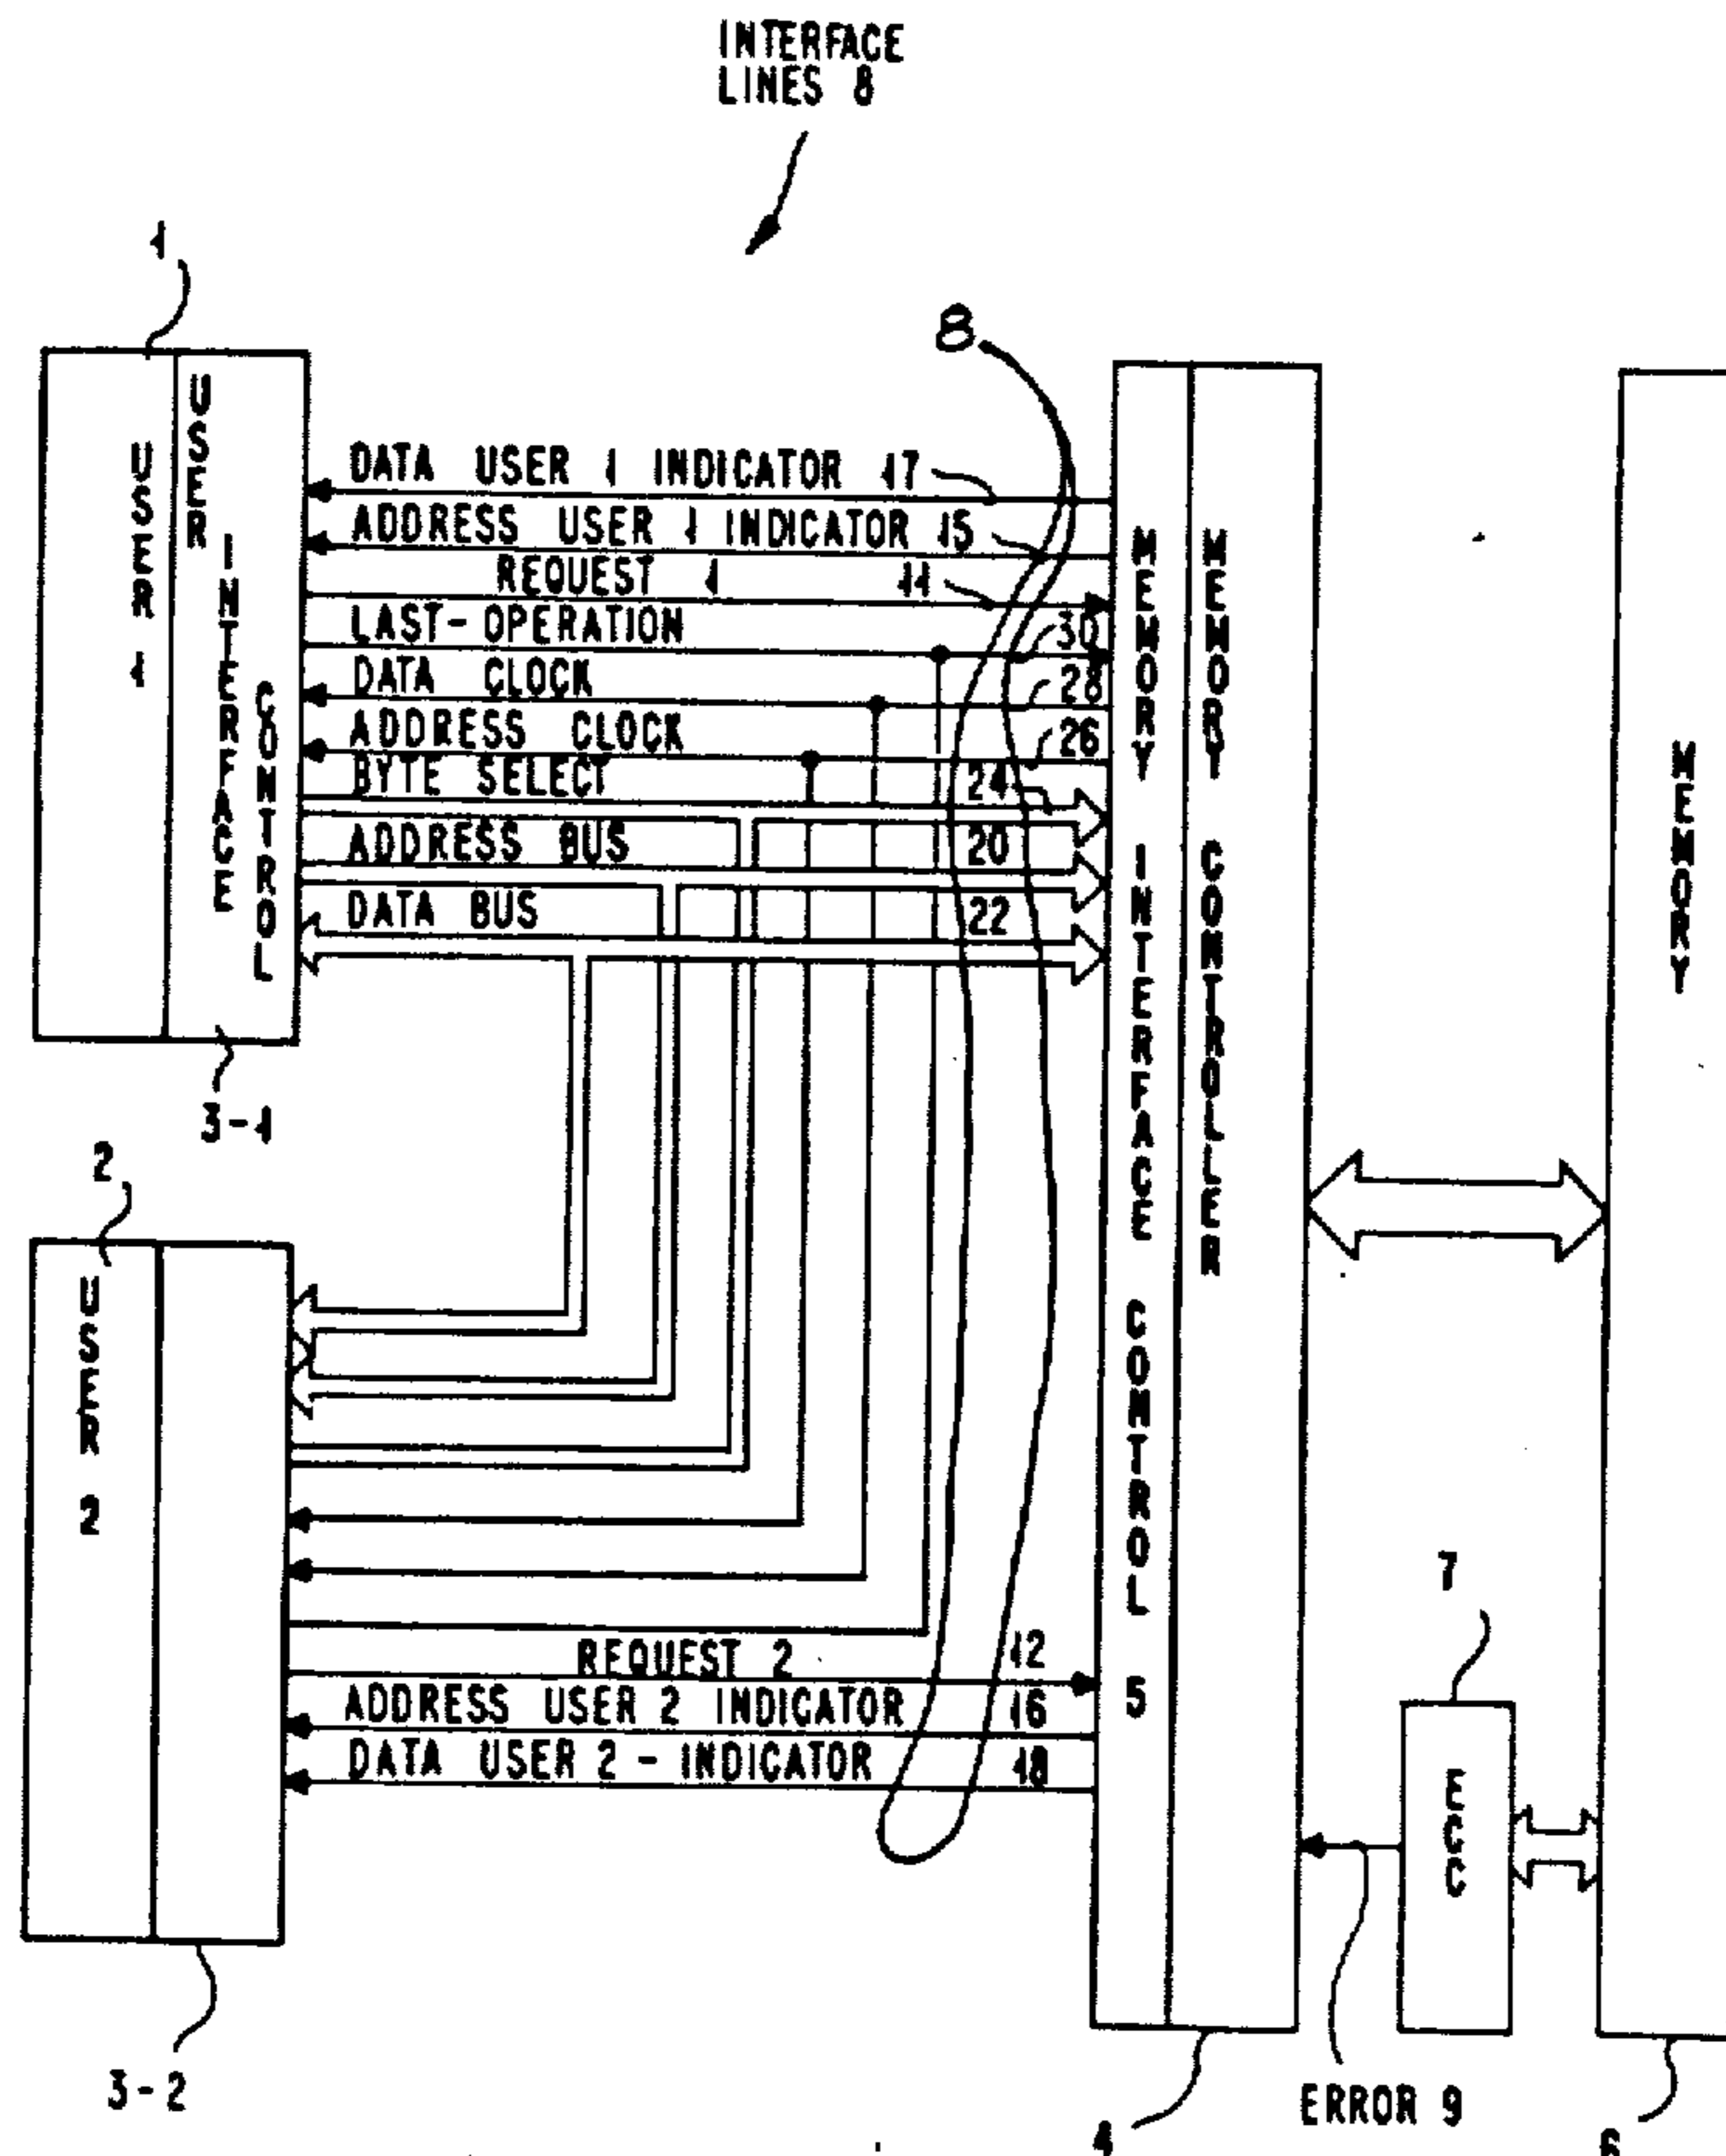 INTERFACE
LINES 8
1
8
USER 1
USER
INTERFACE
CONTROL
DATA USER 1 INDICATOR 17
ADDRESS USER 1 INDICATOR 15
REQUEST 1 11
LAST-OPERATION 30
DATA CLOCK 28
ADDRESS CLOCK 26
BYTE SELECT 24
ADDRESS BUS 20
DATA BUS 22
3-1
MEMORY INTERFACE CONTROL 5
MEMORY CONTROLLER
MEMORY
2
USER 2
REQUEST 2 12
ADDRESS USER 2 INDICATOR 16
DATA USER 2 - INDICATOR 18
7
ECC
3-2
4
ERROR 9
6